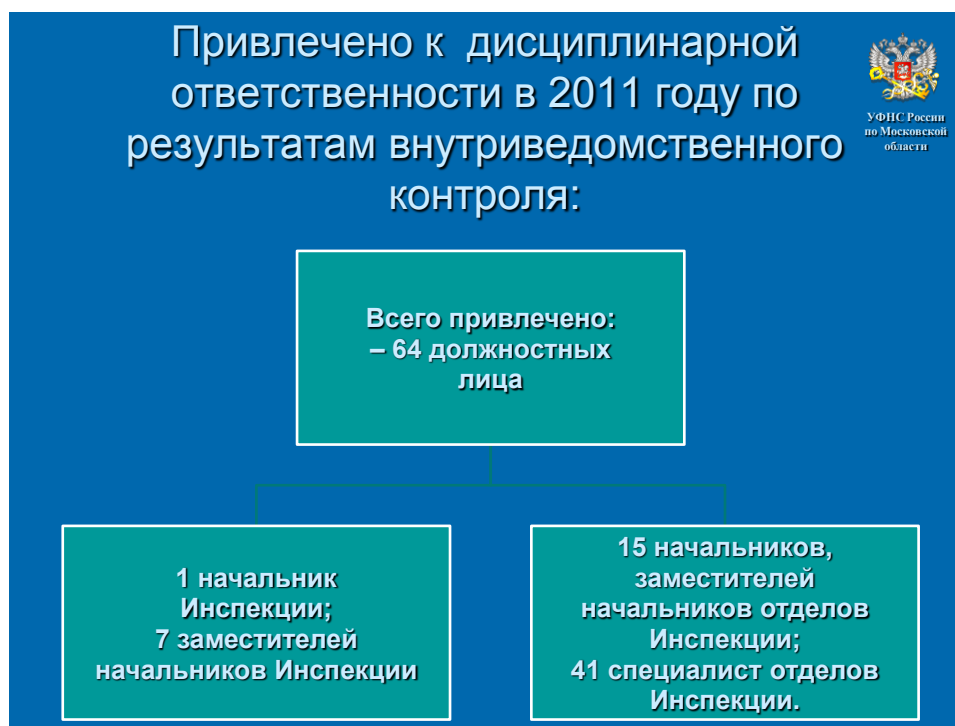 Привлечено к дисциплинарной
ответственности в 2011 году по
результатам внутриведомственного
контроля:
УФНС России
по Московской
области
Всего привлечено:
– 64 должностных
лица
1 начальник
Инспекции;
7 заместителей
начальников Инспекции
15 начальников,
заместителей
начальников отделов
Инспекции;
41 специалист отделов
Инспекции.